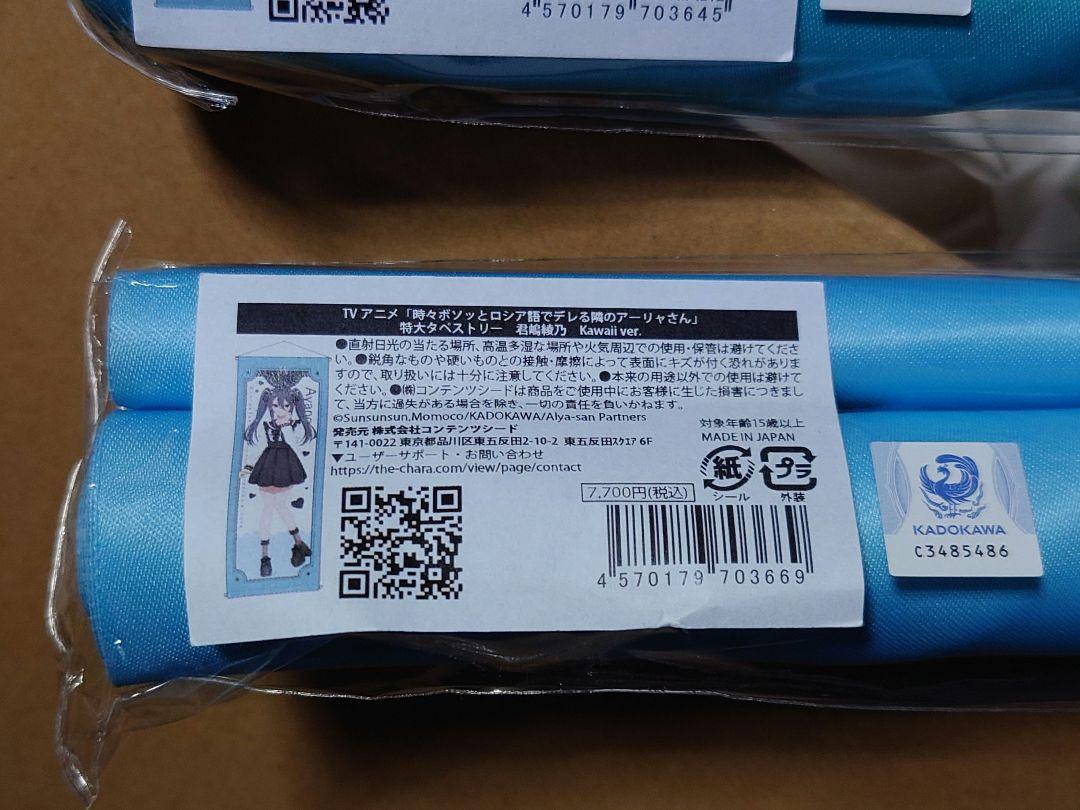 4 570179 703645
TVアニメ「時々ボソッとロシア語でデレる隣のアーリャさん」
特大タペストリー　君嶋綾乃　Kawaii ver.
●直射日光の当たる場所、高温多湿な場所や火気周辺での使用・保管は避けてくださ
い。●鋭角なものや硬いものとの接触・摩擦によって表面にキズが付く恐れがありま
すので、取り扱いには十分に注意してください。●本来の用途以外での使用は避けて
ください。●㈱コンテンツシードは商品をご使用中にお客様に生じた損害につきまし
て、当方に過失がある場合を除き、一切の責任を負いかねます。
©Sunsunsun,Momoco/KADOKAWA/Alya-san Partners
発売元 株式会社コンテンツシード
〒141-0022 東京都品川区東五反田2-10-2 東五反田ｽｸｴｱ 6F
▼ユーザーサポート・お問い合わせ
https://the-chara.com/view/page/contact
対象年齢15歳以上
MADE IN JAPAN
紙
シール
プラ
外装
7,700円(税込)
4 570179 703669
KADOKAWA
C3485486
Ayano